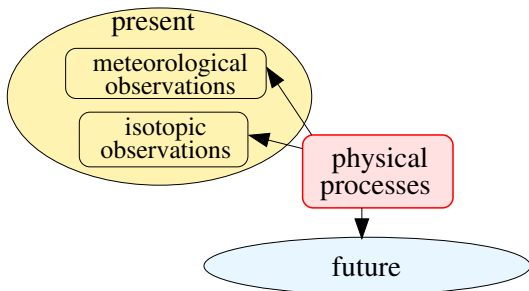 present
meteorological
observations
isotopic
observations
physical
processes
future